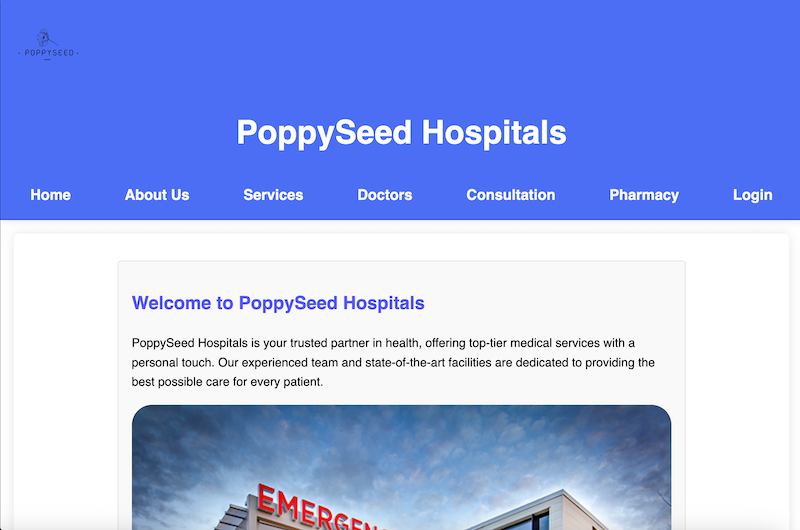 · POPPYSEED ·
PoppySeed Hospitals
Home About Us Services Doctors Consultation Pharmacy Login
Welcome to PoppySeed Hospitals
PoppySeed Hospitals is your trusted partner in health, offering top-tier medical services with a
personal touch. Our experienced team and state-of-the-art facilities are dedicated to providing the
best possible care for every patient.
EMERGENC